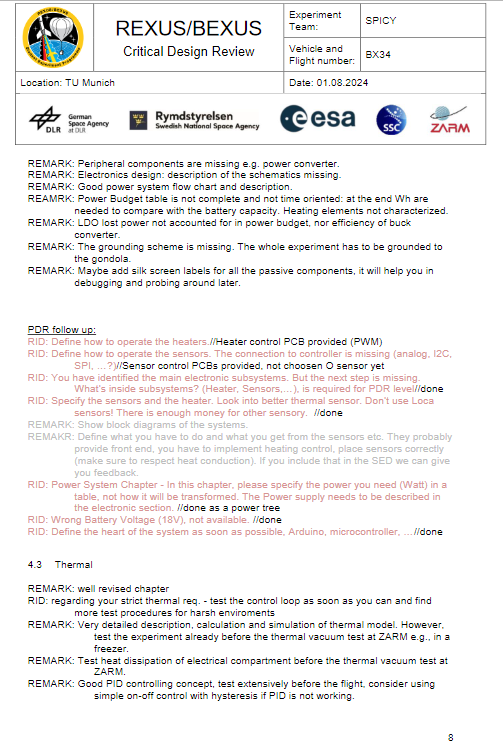 REXUS/BEXUS
Critical Design Review
Experiment Team: SPICY
Vehicle and Flight number: BX34
Location: TU Munich
Date: 01.08.2024
DLR
German
Space Agency
at DLR
Rymdstyrelsen
Swedish National Space Agency
esa
SSC
ZARM
REMARK: Peripheral components are missing e.g. power converter.
REMARK: Electronics design: description of the schematics missing.
REMARK: Good power system flow chart and description.
REAMRK: Power Budget table is not complete and not time oriented: at the end Wh are
needed to compare with the battery capacity. Heating elements not characterized.
REMARK: LDO lost power not accounted for in power budget, nor efficiency of buck
converter.
REMARK: The grounding scheme is missing. The whole experiment has to be grounded to
the gondola.
REMARK: Maybe add silk screen labels for all the passive components, it will help you in
debugging and probing around later.
PDR follow up:
RID: Define how to operate the heaters.//Heater control PCB provided (PWM)
RID: Define how to operate the sensors. The connection to controller is missing (analog, I2C,
SPI, …?)//Sensor control PCBs provided, not choosen O sensor yet
RID: You have identified the main electronic subsystems. But the next step is missing.
What's inside subsystems? (Heater, Sensors,…), is required for PDR level//done
RID: Specify the sensors and the heater. Look into better thermal sensor. Don't use Loca
sensors! There is enough money for other sensory. //done
REMARK: Show block diagrams of the systems.
REMAKR: Define what you have to do and what you get from the sensors etc. They probably
provide front end, you have to implement heating control, place sensors correctly
(make sure to respect heat conduction). If you include that in the SED we can give
you feedback.
RID: Power System Chapter - In this chapter, please specify the power you need (Watt) in a
table, not how it will be transformed. The Power supply needs to be described in
the electronic section. //done as a power tree
RID: Wrong Battery Voltage (18V), not available. //done
RID: Define the heart of the system as soon as possible, Arduino, microcontroller, …//done
4.3 Thermal
REMARK: well revised chapter
RID: regarding your strict thermal req. - test the control loop as soon as you can and find
more test procedures for harsh enviroments
REMARK: Very detailed description, calculation and simulation of thermal model. However,
test the experiment already before the thermal vacuum test at ZARM e.g., in a
freezer.
REMARK: Test heat dissipation of electrical compartment before the thermal vacuum test at
ZARM.
REMARK: Good PID controlling concept, test extensively before the flight, consider using
simple on-off control with hysteresis if PID is not working.
8